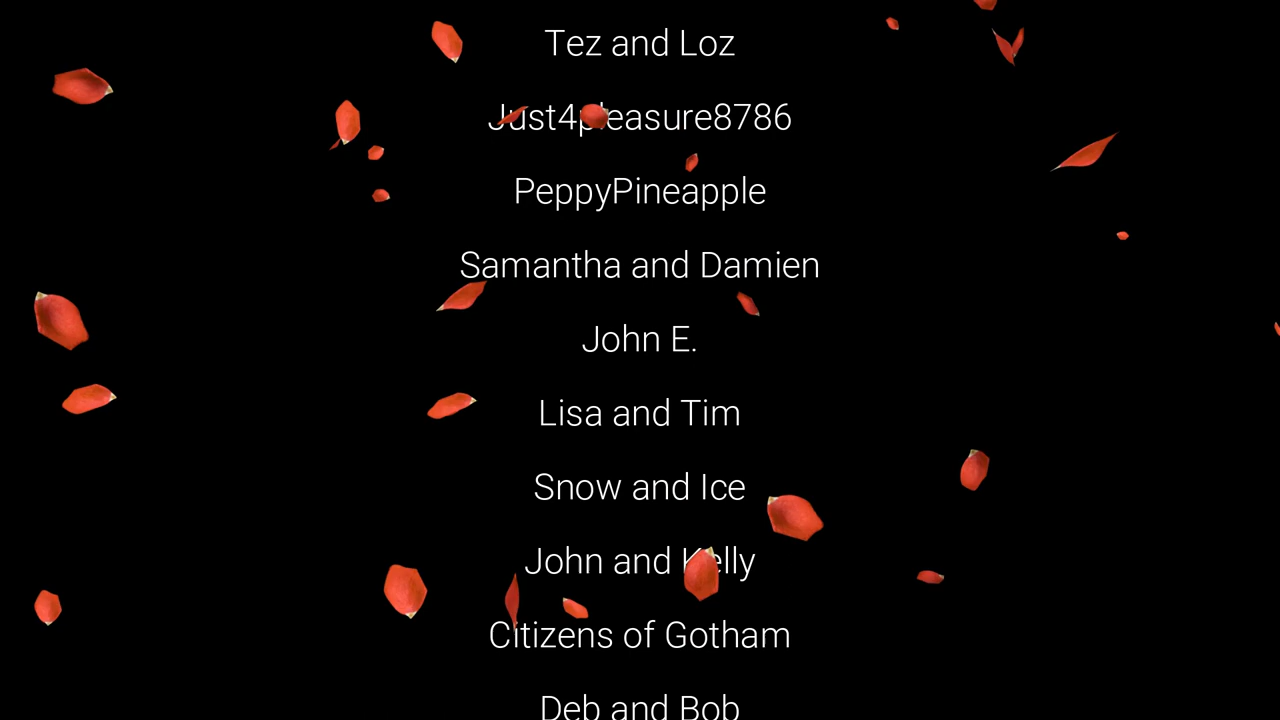 Tez and Loz
Just4pleasure8786
PeppyPineapple
Samantha and Damien
John E.
Lisa and Tim
Snow and Ice
John and Kelly
Citizens of Gotham
Deb and Bob